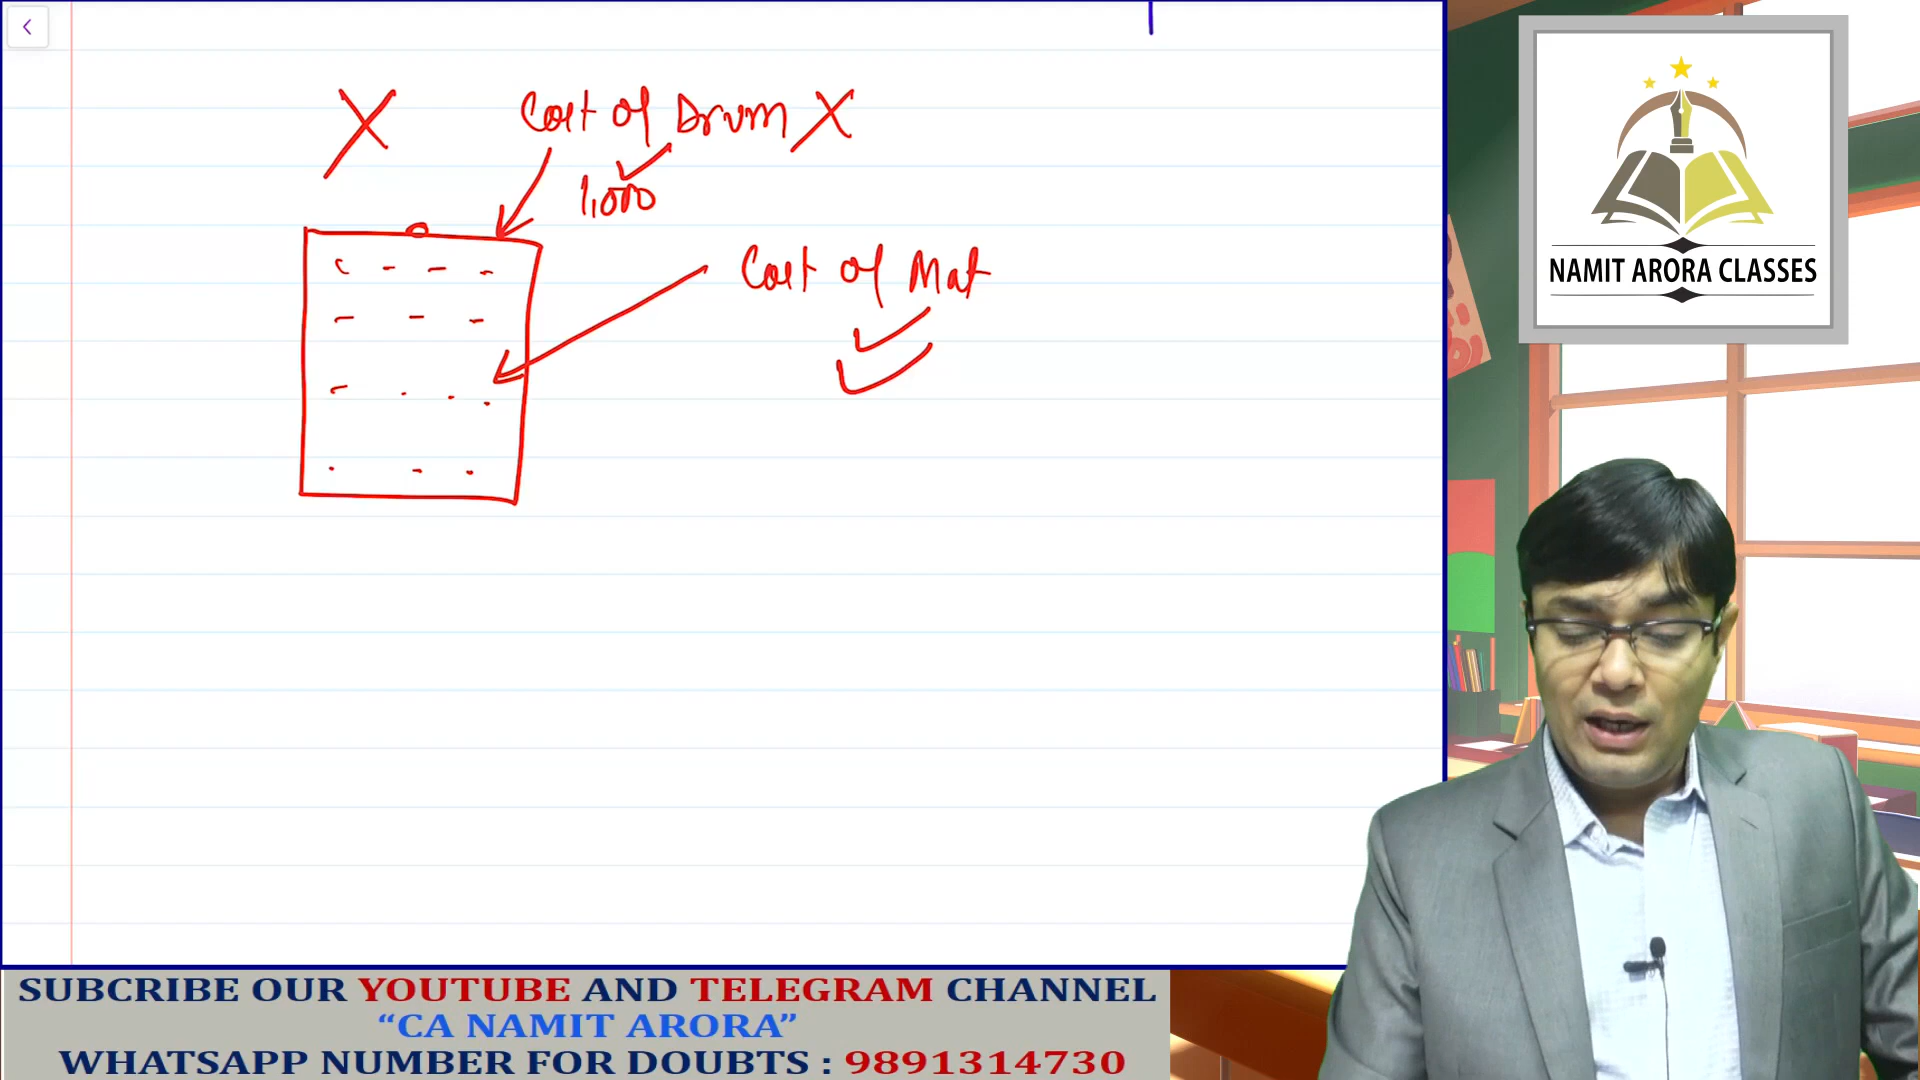 X Cost of Drum X
1,000
Cost of Mat
NAMIT ARORA CLASSES
SUBCRIBE OUR YOUTUBE AND TELEGRAM CHANNEL
“CA NAMIT ARORA”
WHATSAPP NUMBER FOR DOUBTS : 9891314730